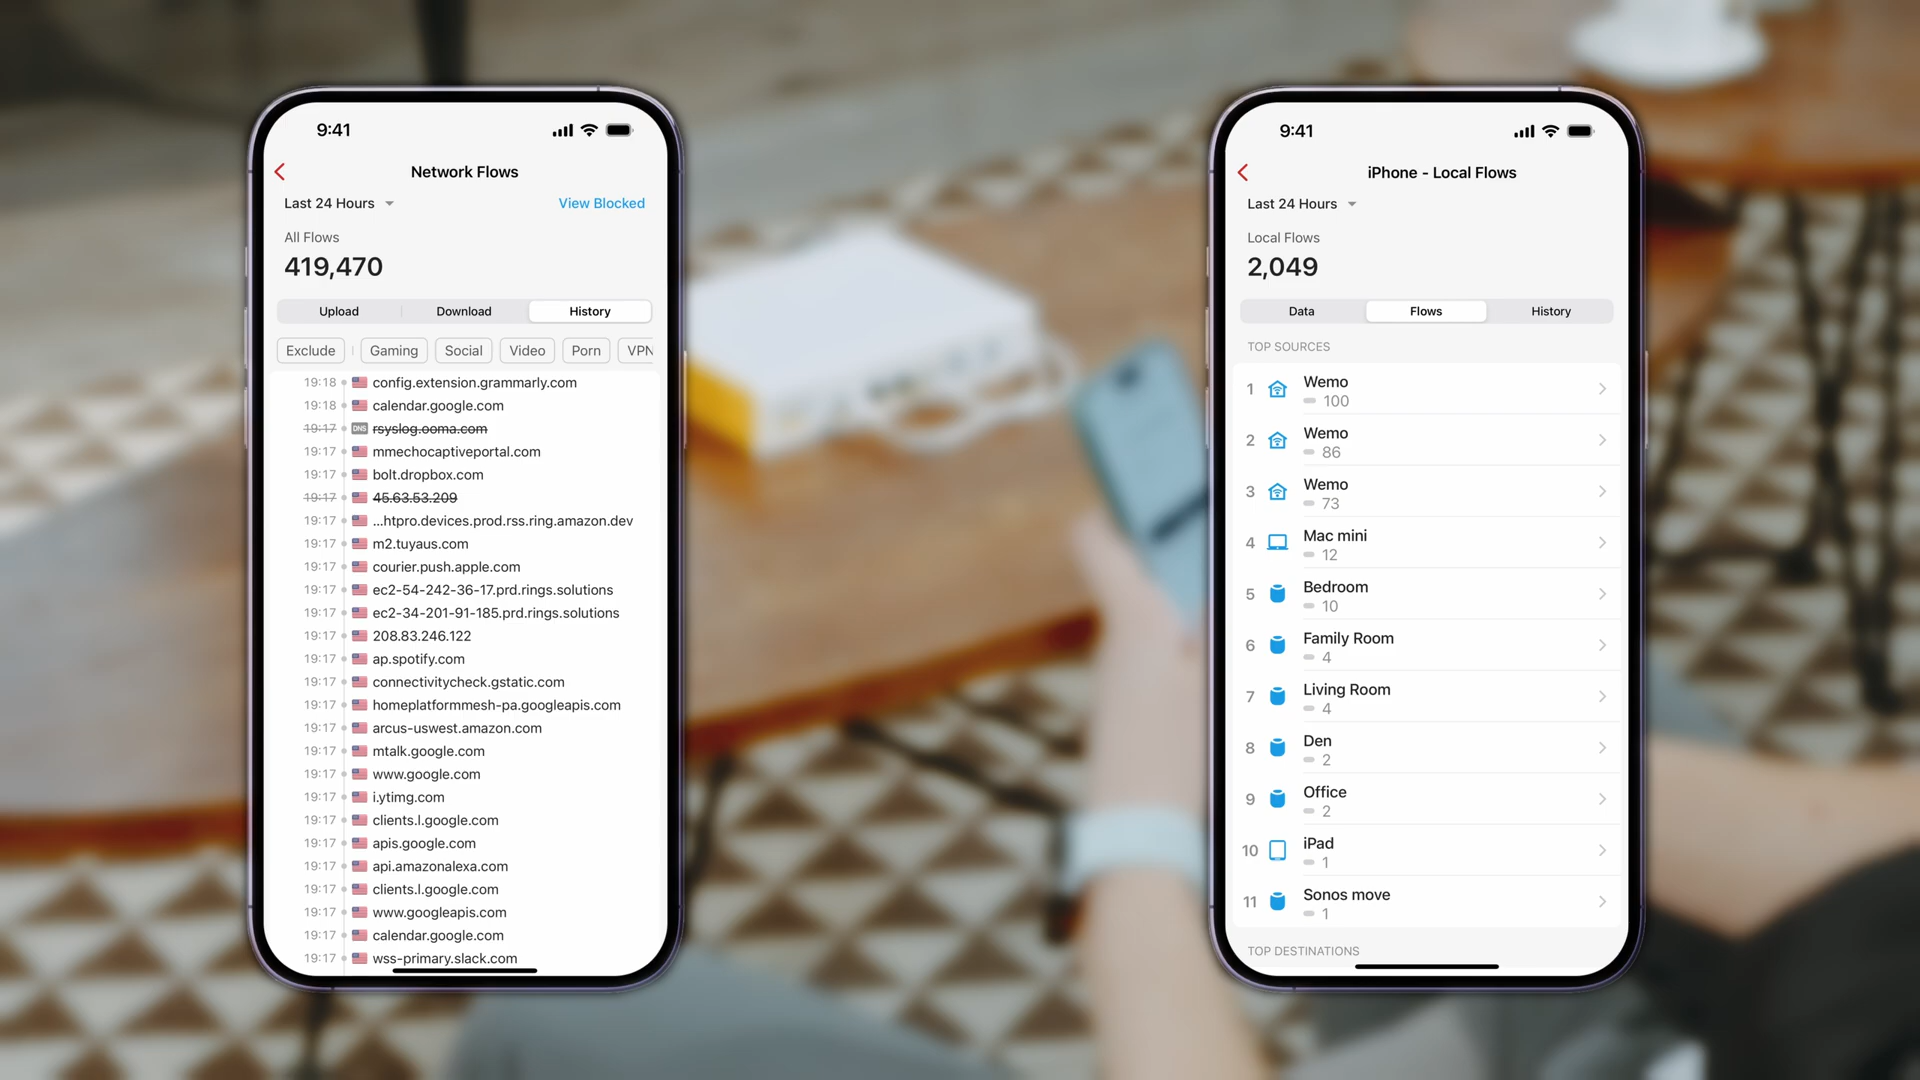 9:41
Network Flows
Last 24 Hours
View Blocked
All Flows
419,470
Upload
Download
History
Exclude
Gaming
Social
Video
Porn
VPN
19:18 config.extension.grammarly.com
19:18 calendar.google.com
19:17 DNS rsyslog.ooma.com
19:17 mmechocaptiveportal.com
19:17 bolt.dropbox.com
19:17 45.63.53.209
19:17 ...htpro.devices.prod.rss.ring.amazon.dev
19:17 m2.tuyaus.com
19:17 courier.push.apple.com
19:17 ec2-54-242-36-17.prd.rings.solutions
19:17 ec2-34-201-91-185.prd.rings.solutions
19:17 208.83.246.122
19:17 ap.spotify.com
19:17 connectivitycheck.gstatic.com
19:17 homeplatformmesh-pa.googleapis.com
19:17 arcus-uswest.amazon.com
19:17 mtalk.google.com
19:17 www.google.com
19:17 i.ytimg.com
19:17 clients.l.google.com
19:17 apis.google.com
19:17 api.amazonalexa.com
19:17 clients.l.google.com
19:17 www.googleapis.com
19:17 calendar.google.com
19:17 wss-primary.slack.com
9:41
iPhone - Local Flows
Last 24 Hours
Local Flows
2,049
Data
Flows
History
TOP SOURCES
1 Wemo
100
2 Wemo
86
3 Wemo
73
4 Mac mini
12
5 Bedroom
10
6 Family Room
4
7 Living Room
4
8 Den
2
9 Office
2
10 iPad
1
11 Sonos move
1
TOP DESTINATIONS